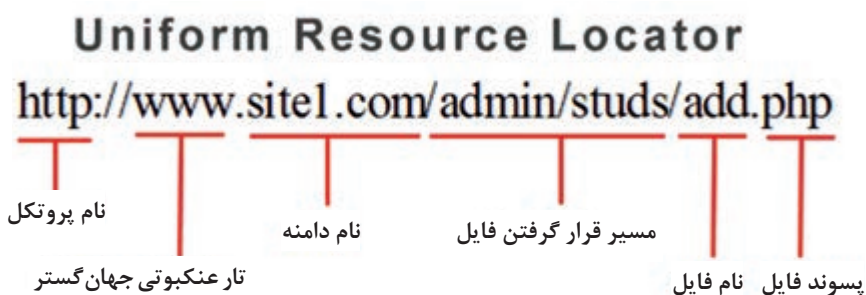 Uniform Resource Locator
http://www.site1.com/admin/studs/add.php
نام پروتکل
تار عنکبوتی جهان‌گستر
نام دامنه
مسیر قرار گرفتن فایل
نام فایل
پسوند فایل